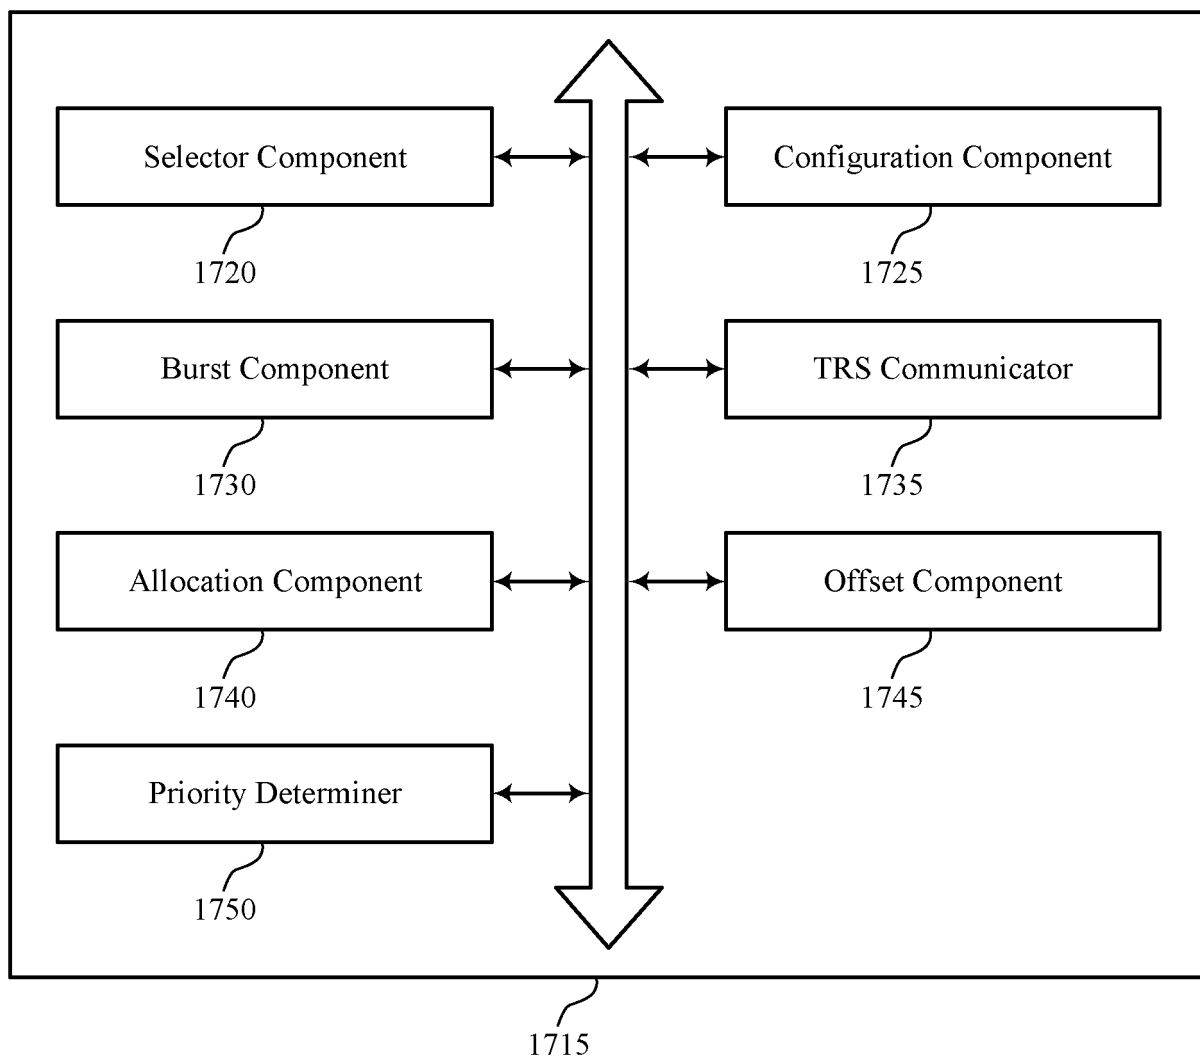 Selector Component
Configuration Component
1720
1725
Burst Component
TRS Communicator
1730
1735
Allocation Component
Offset Component
1740
1745
Priority Determiner
1750
1715